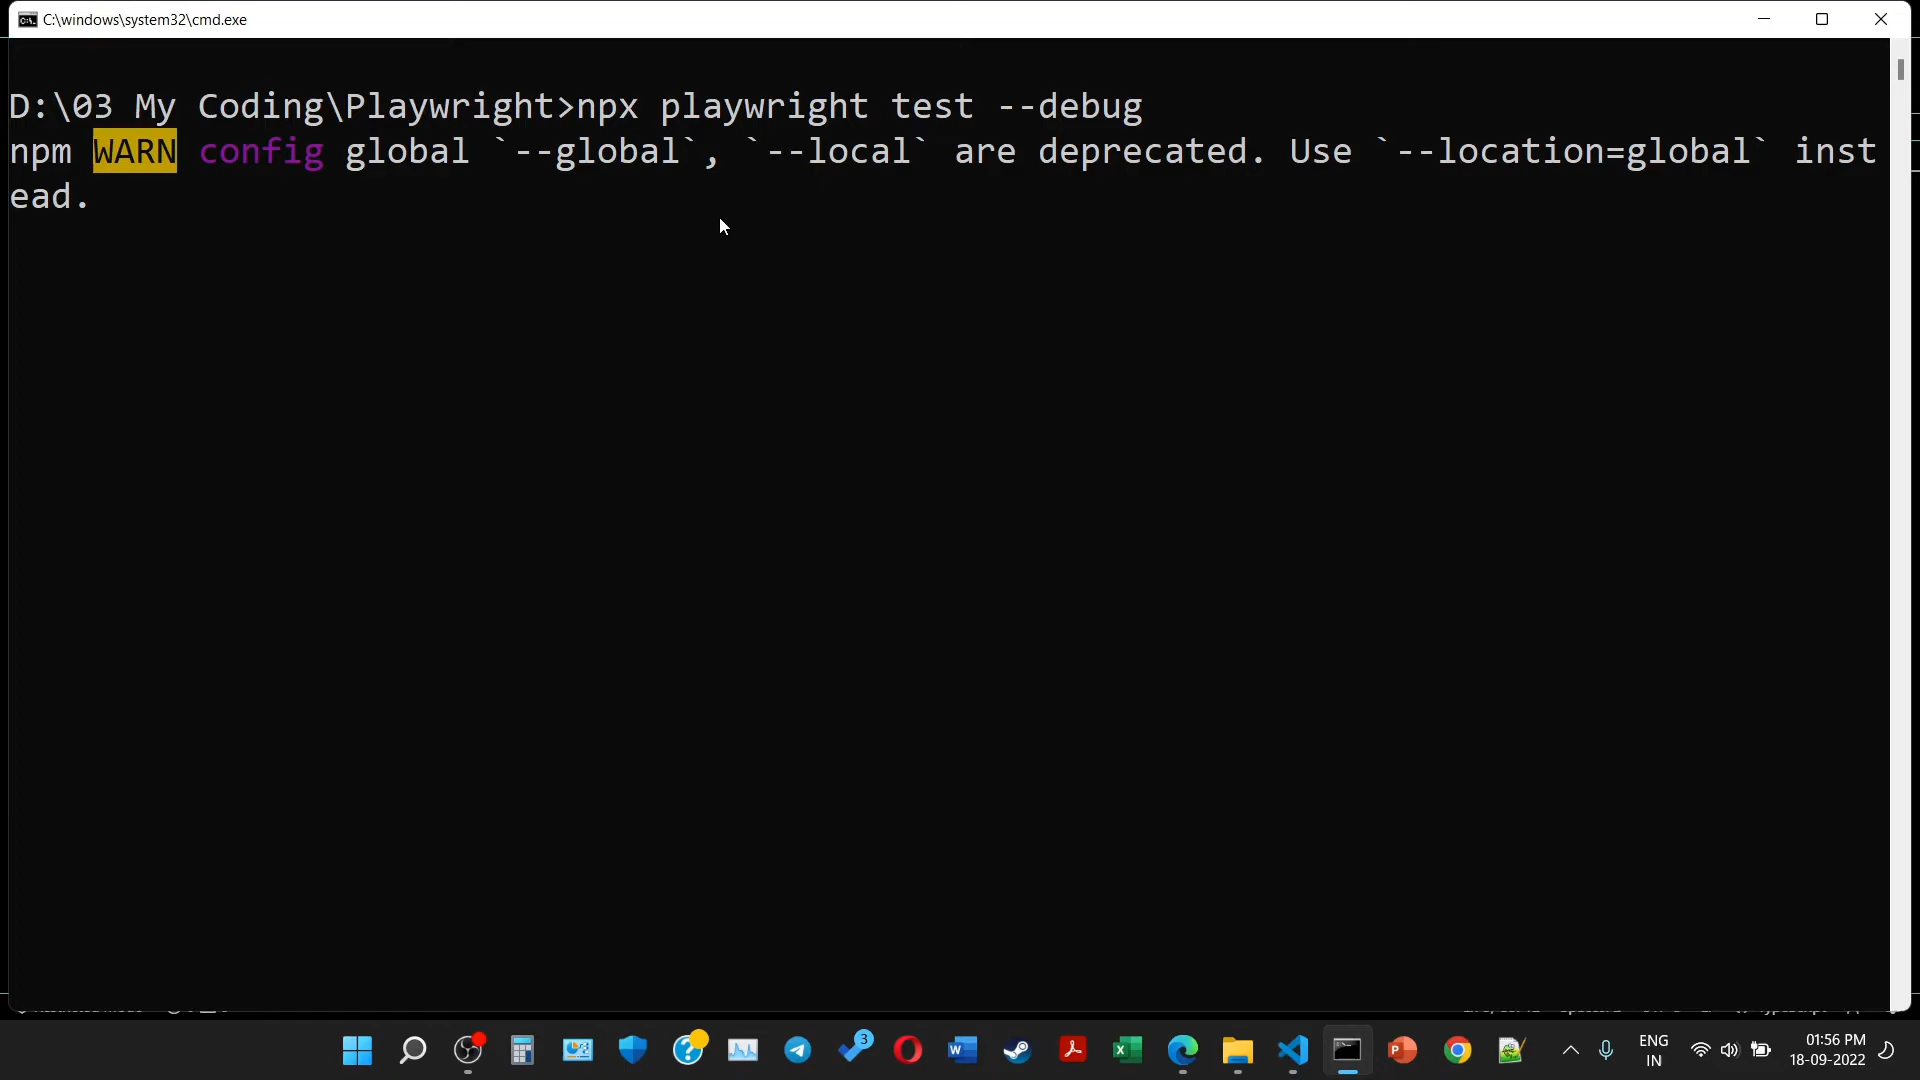 C:\windows\system32\cmd.exe
D:\03 My Coding\Playwright>npx playwright test --debug
npm WARN config global `--global`, `--local` are deprecated. Use `--location=global` inst
ead.
3
ENG
IN
01:56 PM
18-09-2022